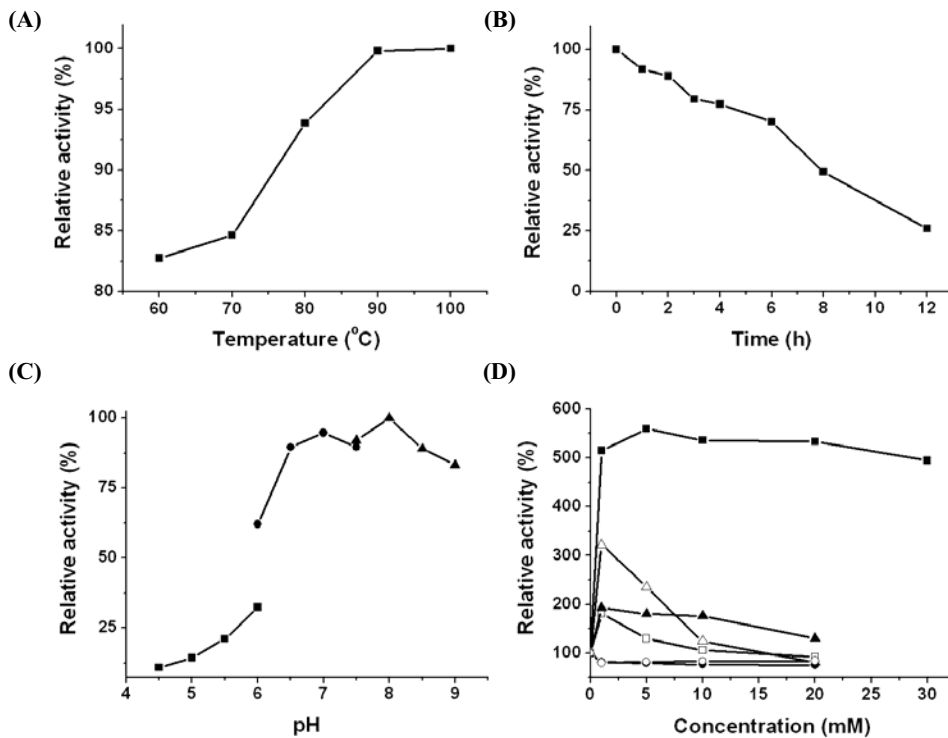 (A)
Relative activity (%)
100
95
90
85
80
60 70 80 90 100
Temperature (°C)
(B)
Relative activity (%)
100
75
50
25
0
0 2 4 6 8 10 12
Time (h)
(C)
Relative activity (%)
100
75
50
25
4 5 6 7 8 9
pH
(D)
Relative activity (%)
600
500
400
300
200
100
0 5 10 15 20 25 30
Concentration (mM)